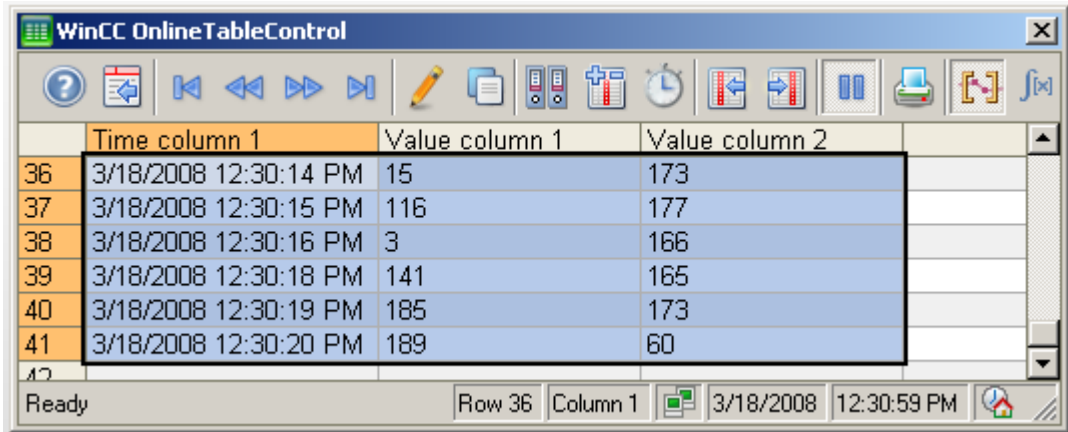 WinCC OnlineTableControl
Time column 1 Value column 1 Value column 2
36 3/18/2008 12:30:14 PM 15 173
37 3/18/2008 12:30:15 PM 116 177
38 3/18/2008 12:30:16 PM 3 166
39 3/18/2008 12:30:18 PM 141 165
40 3/18/2008 12:30:19 PM 185 173
41 3/18/2008 12:30:20 PM 189 60
42
Ready Row 36 Column 1 3/18/2008 12:30:59 PM